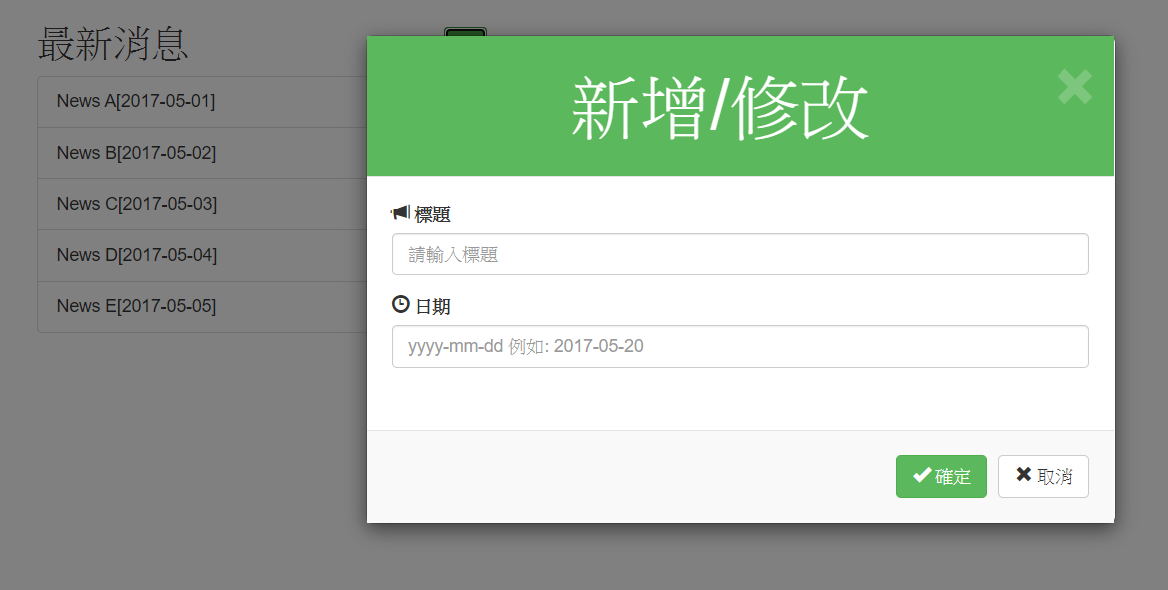 最新消息
News A[2017-05-01]
News B[2017-05-02]
News C[2017-05-03]
News D[2017-05-04]
News E[2017-05-05]
新增/修改
標題
請輸入標題
日期
yyyy-mm-dd 例如: 2017-05-20
確定
取消